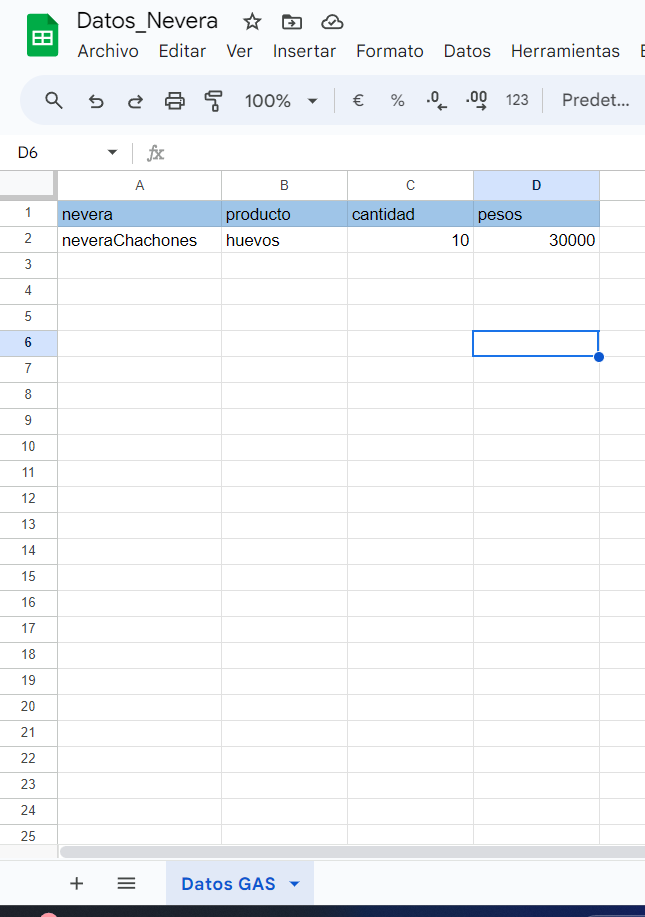 Datos_Nevera
Archivo Editar Ver Insertar Formato Datos Herramientas
100% € % .0 .00 123 Predet...
D6 fx
A B C D
1 nevera producto cantidad pesos
2 neveraChachones huevos 10 30000
3
4
5
6
7
8
9
10
11
12
13
14
15
16
17
18
19
20
21
22
23
24
25
Datos GAS